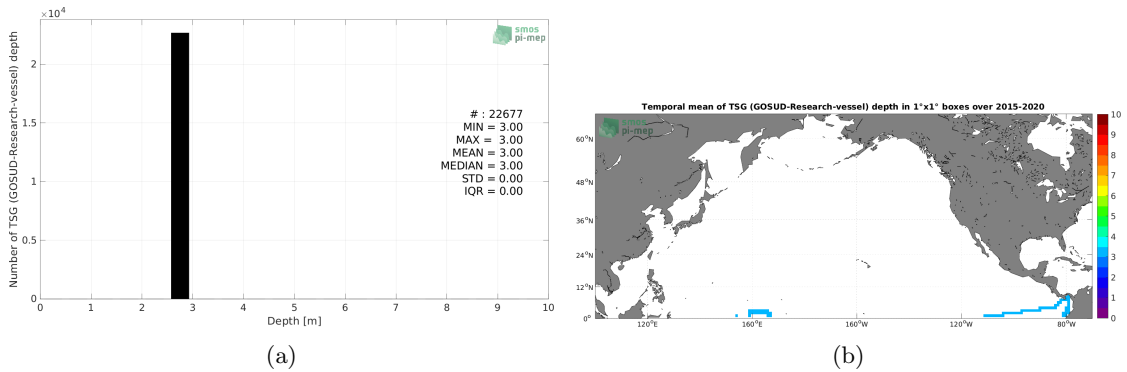 ×10⁴
smos
pi-mep
Number of TSG (GOSUD-Research-vessel) depth
2
1.5
1
0.5
0
# : 22677
MIN = 3.00
MAX = 3.00
MEAN = 3.00
MEDIAN = 3.00
STD = 0.00
IQR = 0.00
0 1 2 3 4 5 6 7 8 9 10
Depth [m]
(a)
Temporal mean of TSG (GOSUD-Research-vessel) depth in 1°x1° boxes over 2015-2020
smos
pi-mep
60°N
48°N
36°N
24°N
12°N
0°
120°E 160°E 160°W 120°W 80°W
10
9
8
7
6
5
4
3
2
1
0
(b)